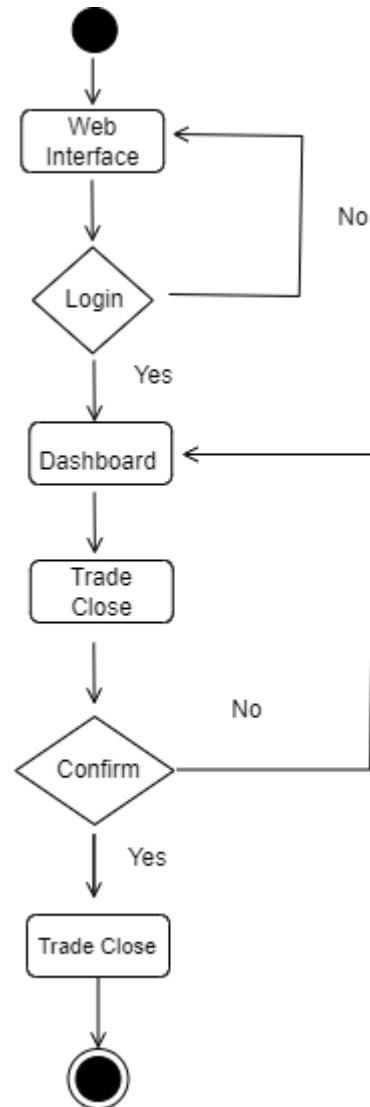 Web
Interface
No
Login
Yes
Dashboard
Trade
Close
No
Confirm
Yes
Trade Close